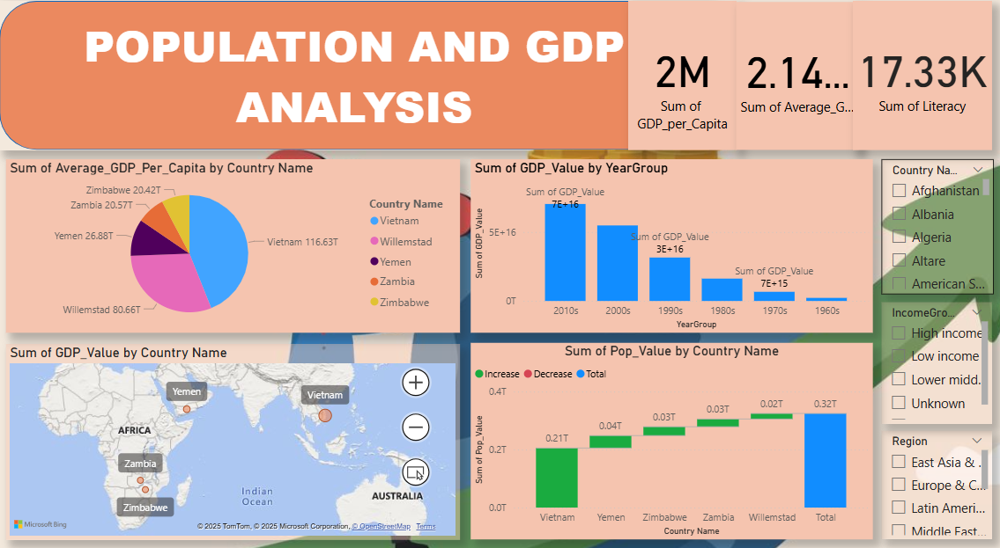 POPULATION AND GDP
ANALYSIS
2M
Sum of
GDP_per_Capita
2.14...
Sum of Average_G...
17.33K
Sum of Literacy
Sum of Average_GDP_Per_Capita by Country Name
Zimbabwe 20.42T
Zambia 20.57T
Yemen 26.88T
Willemstad 80.66T
Vietnam 116.63T
Country Name
Vietnam
Willemstad
Yemen
Zambia
Zimbabwe
Sum of GDP_Value by YearGroup
Sum of GDP_Value
5E+16
0T
Sum of GDP_Value
7E+16
Sum of GDP_Value
3E+16
Sum of GDP_Value
7E+15
2010s
2000s
1990s
1980s
1970s
1960s
YearGroup
Country Na...
Afghanistan
Albania
Algeria
Altare
American S...
IncomeGro...
High income
Low income
Lower midd...
Unknown
Region
East Asia & ...
Europe & C...
Latin Ameri...
Middle East...
Sum of GDP_Value by Country Name
Yemen
Vietnam
AFRICA
Zambia
Zimbabwe
Indian
Ocean
AUSTRALIA
Microsoft Bing
© 2025 TomTom, © 2025 Microsoft Corporation, © OpenStreetMap Terms
Sum of Pop_Value by Country Name
Increase
Decrease
Total
Sum of Pop_Value
0.4T
0.2T
0.0T
0.21T
0.04T
0.03T
0.03T
0.02T
0.32T
Vietnam
Yemen
Zimbabwe
Zambia
Willemstad
Total
Country Name